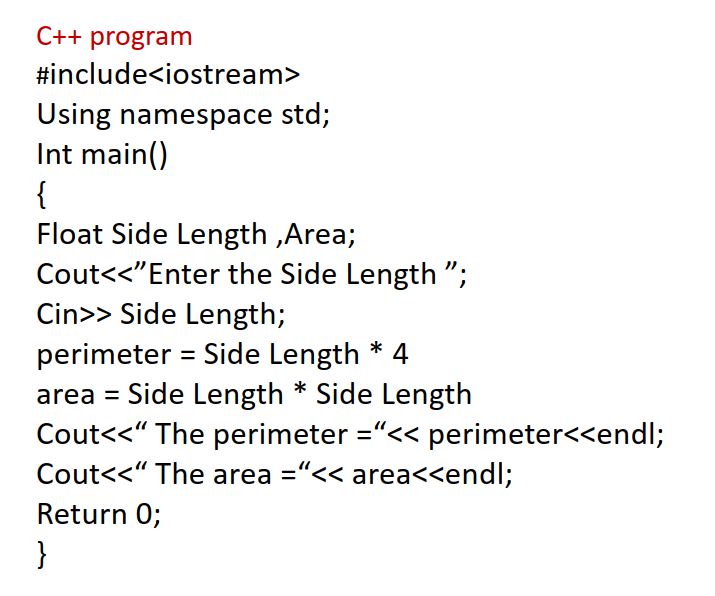 C++ program
#include<iostream>
Using namespace std;
Int main()
{
Float Side Length ,Area;
Cout<<”Enter the Side Length ”;
Cin>> Side Length;
perimeter = Side Length * 4
area = Side Length * Side Length
Cout<<“ The perimeter =“<< perimeter<<endl;
Cout<<“ The area =“<< area<<endl;
Return 0;
}